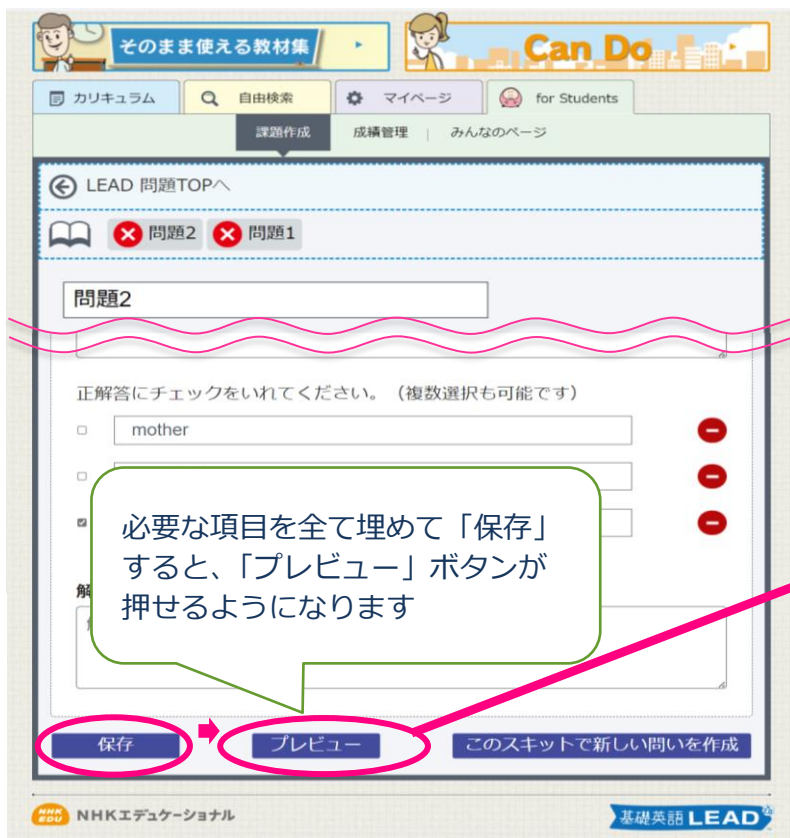 そのまま使える教材集
Can Do
カリキュラム 自由検索 マイページ for Students
課題作成 成績管理 | みんなのページ
LEAD 問題TOPへ
問題2 問題1
問題2
正解答にチェックをいれてください。（複数選択も可能です）
mother
必要な項目を全て埋めて「保存」
すると、「プレビュー」ボタンが
押せるようになります
解
保存 プレビュー このスキットで新しい問いを作成
NHK EDU NHKエデュケーショナル 基礎英語 LEAD